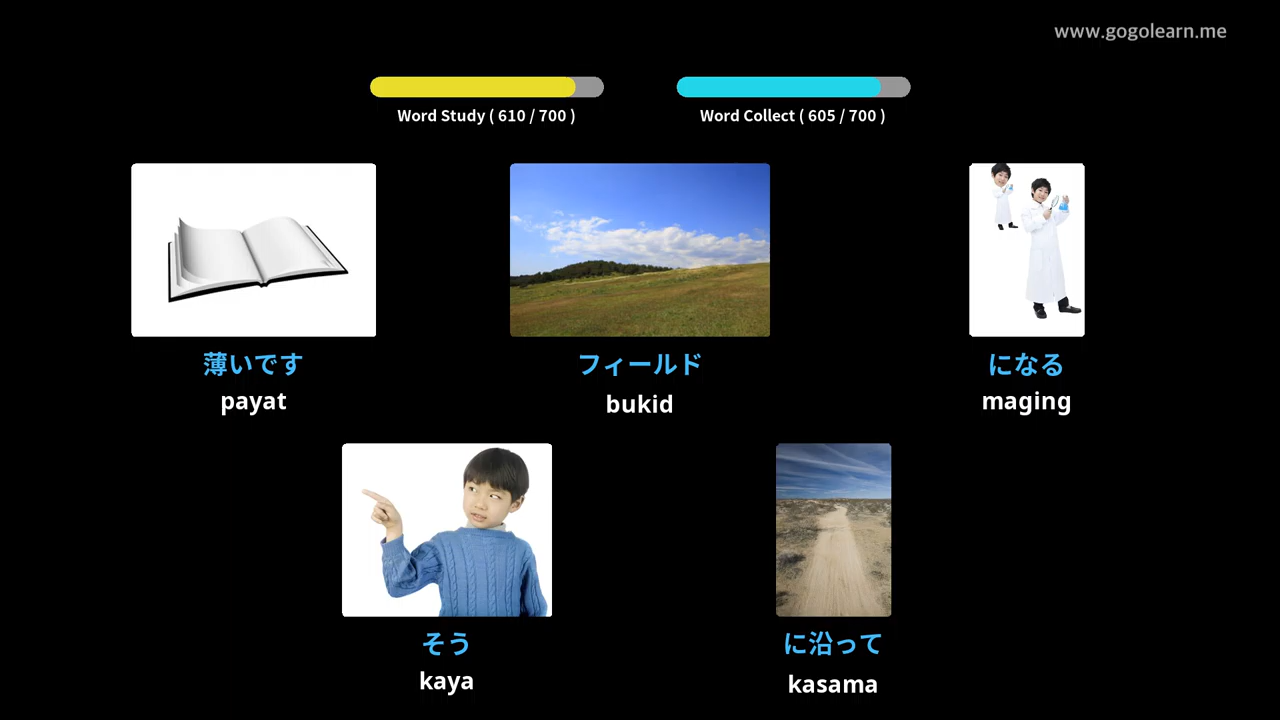 www.gogolearn.me
Word Study ( 610 / 700 )
Word Collect ( 605 / 700 )
薄いです
payat
フィールド
bukid
になる
maging
そう
kaya
に沿って
kasama